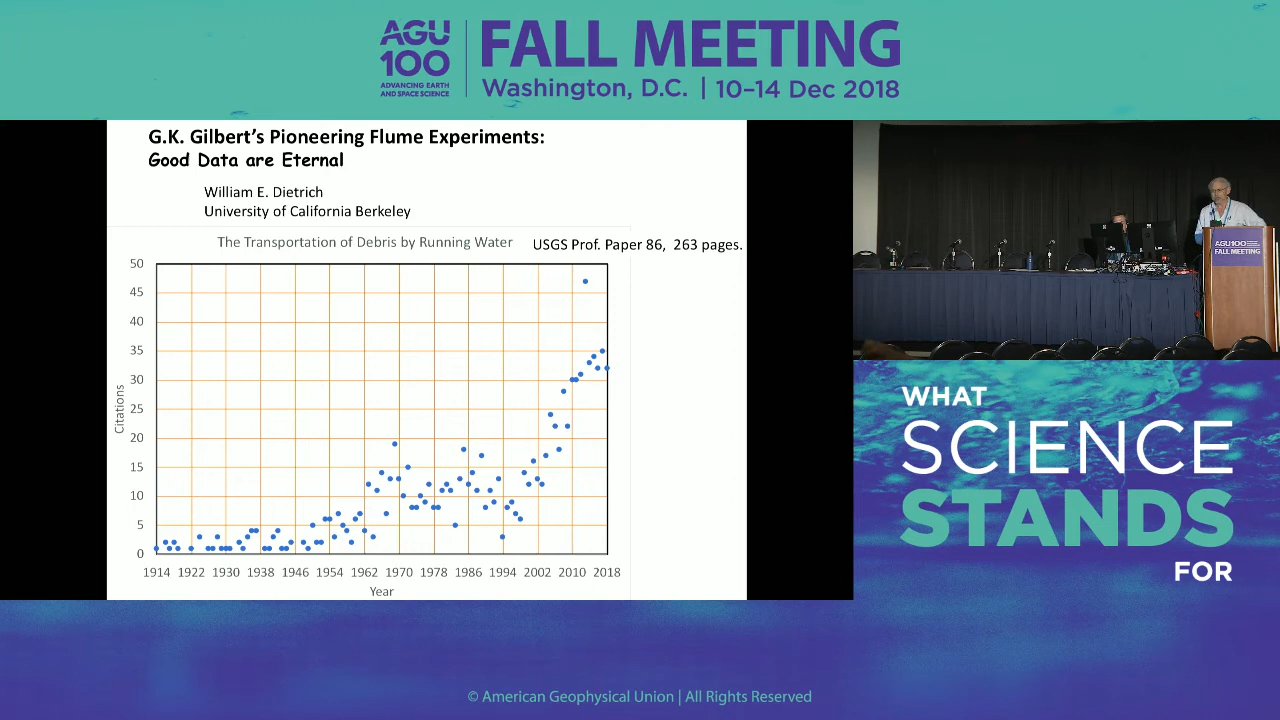 AGU
100
ADVANCING EARTH
AND SPACE SCIENCE
FALL MEETING
Washington, D.C. | 10–14 Dec 2018
G.K. Gilbert’s Pioneering Flume Experiments:
Good Data are Eternal
William E. Dietrich
University of California Berkeley
The Transportation of Debris by Running Water
USGS Prof. Paper 86, 263 pages.
50
45
40
35
30
25
20
15
10
5
0
Citations
1914 1922 1930 1938 1946 1954 1962 1970 1978 1986 1994 2002 2010 2018
Year
AGU100
FALL MEETING
WHAT
SCIENCE
STANDS
FOR
© American Geophysical Union | All Rights Reserved